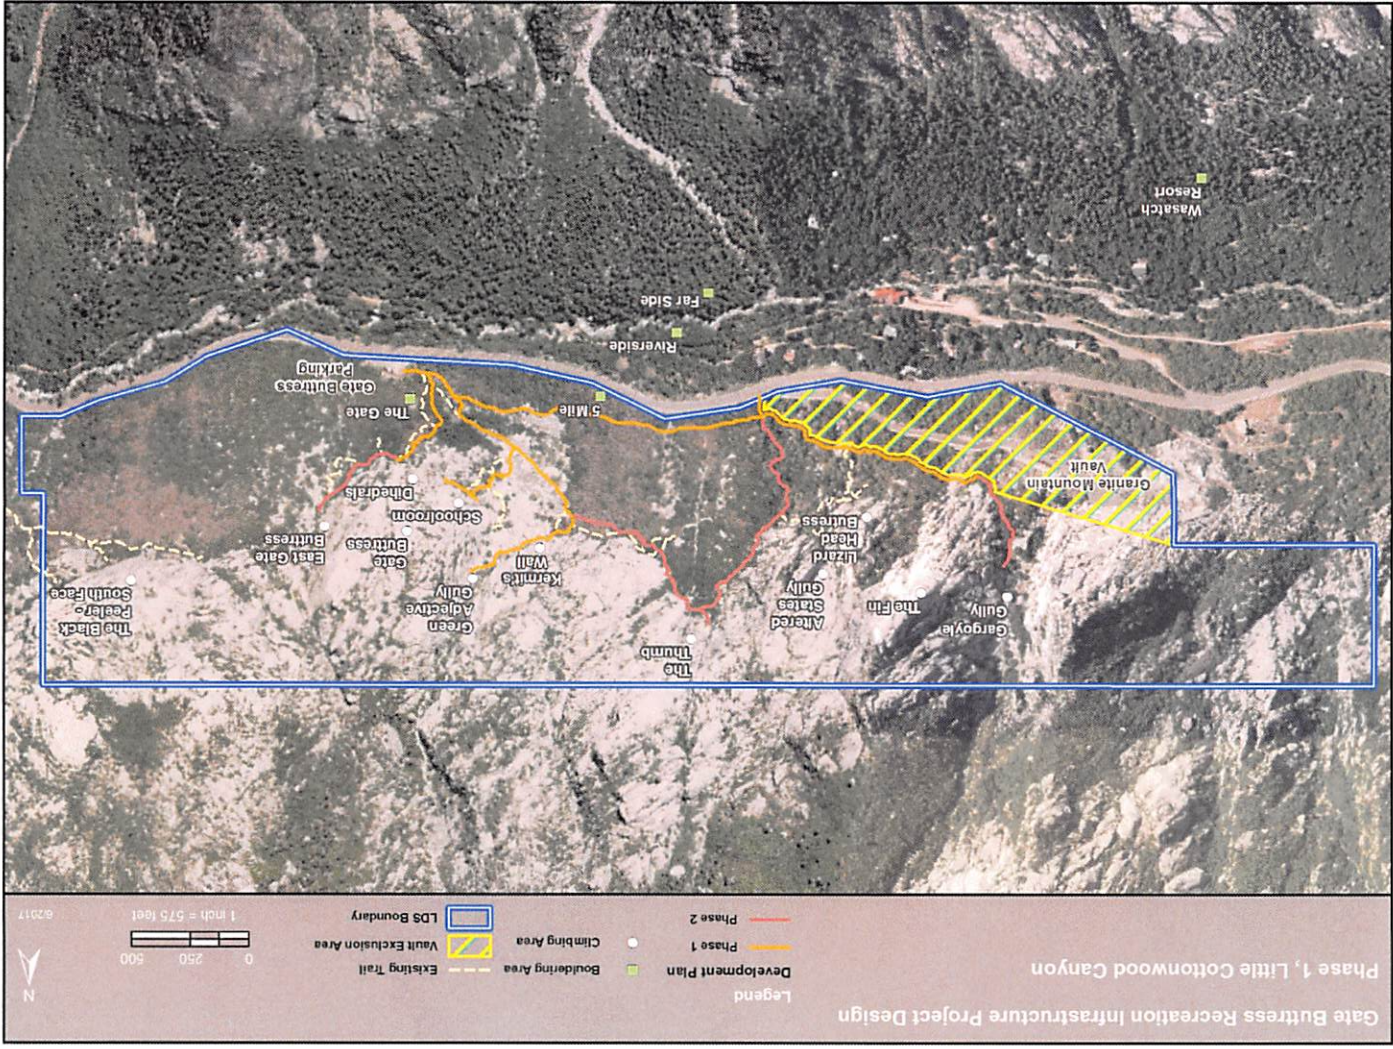 Gate Buttress Recreation Infrastructure Project Design
Phase 1, Little Cottonwood Canyon
Legend
Development Plan
Phase 1
Phase 2
Bouldering Area
Climbing Area
Existing Trail
Vault Exclusion Area
LDS Boundary
0 250 500
1 inch = 575 feet
N
6/2017
The
Thumb
Gargoyle
Gully
The Fin
Altered
States
Gully
Lizard
Head
Buttress
Kermit's
Wall
Green
Adjective
Gully
Gate
Buttress
East Gate
Buttress
The Black
Peeler -
South Face
Schoolroom
Dihedrals
Granite Mountain
Vault
5 Mile
The Gate
Gate Buttress
Parking
Riverside
Far Side
Wasatch
Resort